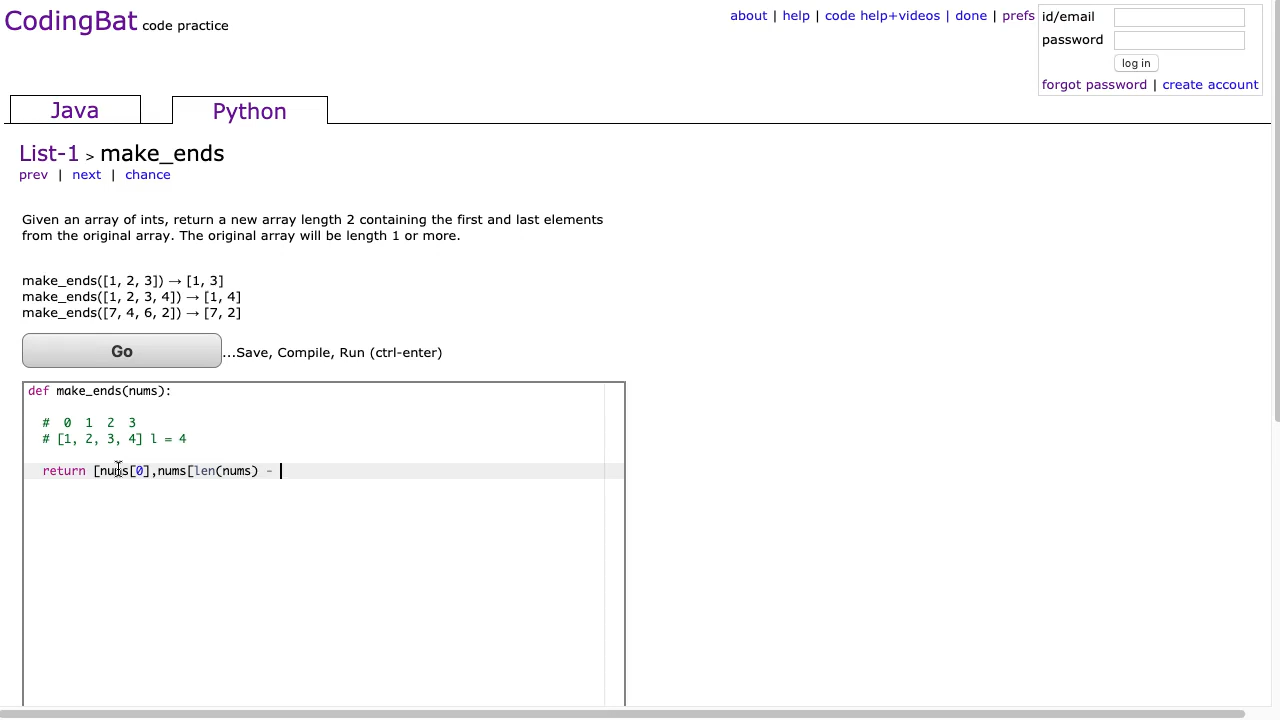 CodingBat code practice
about | help | code help+videos | done | prefs
id/email
password
log in
forgot password | create account
Java
Python
List-1 > make_ends
prev | next | chance
Given an array of ints, return a new array length 2 containing the first and last elements
from the original array. The original array will be length 1 or more.
make_ends([1, 2, 3]) → [1, 3]
make_ends([1, 2, 3, 4]) → [1, 4]
make_ends([7, 4, 6, 2]) → [7, 2]
Go
...Save, Compile, Run (ctrl-enter)
def make_ends(nums):
# 0 1 2 3
# [1, 2, 3, 4] l = 4
return [nums[0],nums[len(nums) -